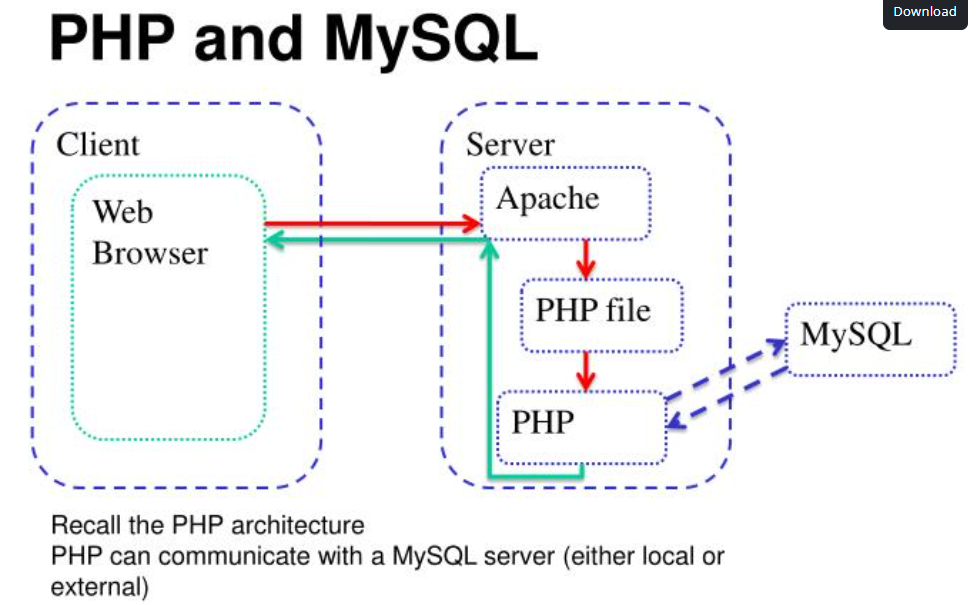 Download
PHP and MySQL
Client
Web
Browser
Server
Apache
PHP file
PHP
MySQL
Recall the PHP architecture
PHP can communicate with a MySQL server (either local or
external)